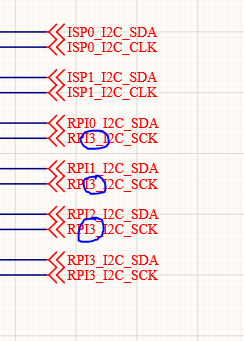 ISP0_I2C_SDA
ISP0_I2C_CLK
ISP1_I2C_SDA
ISP1_I2C_CLK
RPI0_I2C_SDA
RPI3_I2C_SCK
RPI1_I2C_SDA
RPI3_I2C_SCK
RPI2_I2C_SDA
RPI3_I2C_SCK
RPI3_I2C_SDA
RPI3_I2C_SCK